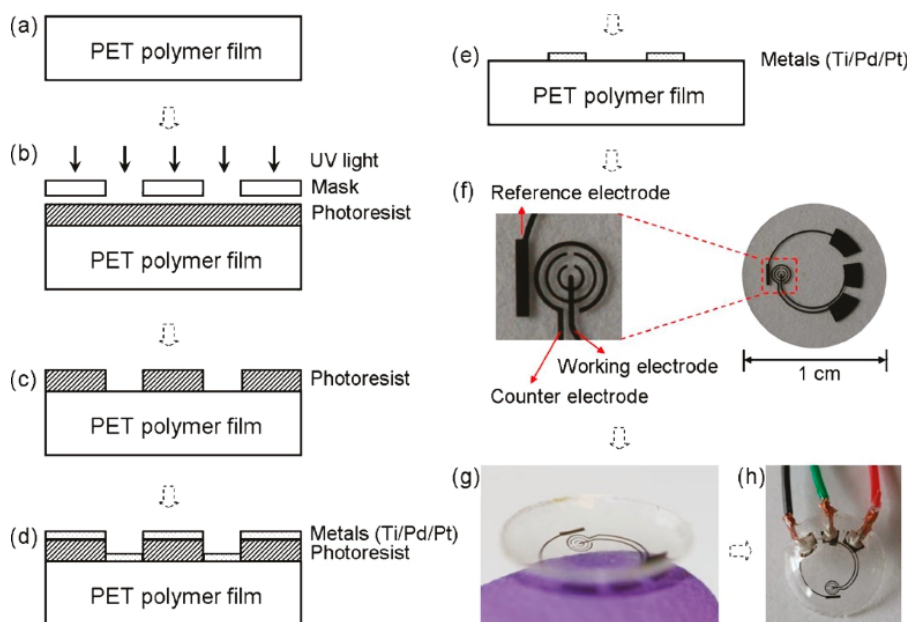 (a)
PET polymer film
(b)
UV light
Mask
Photoresist
PET polymer film
(c)
Photoresist
PET polymer film
(d)
Metals (Ti/Pd/Pt)
Photoresist
PET polymer film
(e)
Metals (Ti/Pd/Pt)
PET polymer film
(f)
Reference electrode
Working electrode
Counter electrode
1 cm
(g)
(h)